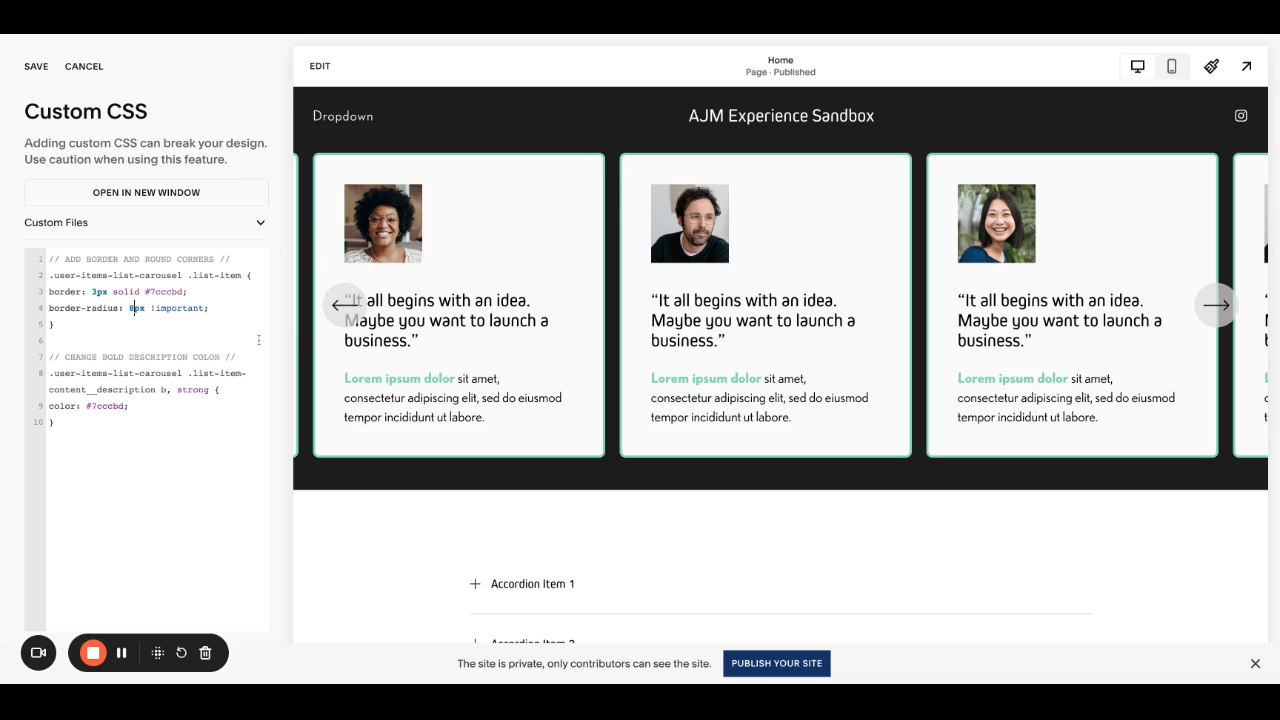 SAVE
CANCEL
Custom CSS
Adding custom CSS can break your design.
Use caution when using this feature.
OPEN IN NEW WINDOW
Custom Files
1 // ADD BORDER AND ROUND CORNERS //
2 .user-items-list-carousel .list-item {
3 border: 3px solid #7cccbd;
4 border-radius: 8px !important;
5 }
6
7 // CHANGE BOLD DESCRIPTION COLOR //
8 .user-items-list-carousel .list-item-
content__description b, strong {
9 color: #7cccbd;
10 }
EDIT
Home
Page · Published
Dropdown
AJM Experience Sandbox
“It all begins with an idea.
Maybe you want to launch a
business.”
Lorem ipsum dolor sit amet,
consectetur adipiscing elit, sed do eiusmod
tempor incididunt ut labore.
“It all begins with an idea.
Maybe you want to launch a
business.”
Lorem ipsum dolor sit amet,
consectetur adipiscing elit, sed do eiusmod
tempor incididunt ut labore.
“It all begins with an idea.
Maybe you want to launch a
business.”
Lorem ipsum dolor sit amet,
consectetur adipiscing elit, sed do eiusmod
tempor incididunt ut labore.
Accordion Item 1
Accordion Item 2
The site is private, only contributors can see the site.
PUBLISH YOUR SITE